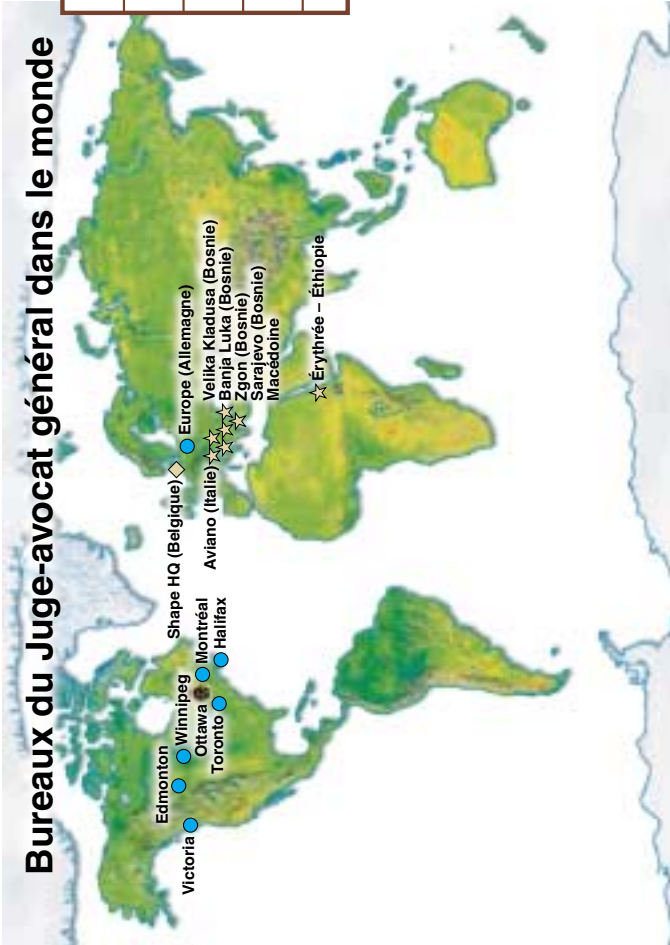 Bureaux du Juge-avocat général dans le monde
Victoria
Edmonton
Winnipeg
Ottawa
Toronto
Montréal
Halifax
Shape HQ (Belgique)
Europe (Allemagne)
Aviano (Italie)
Velika Kladusa (Bosnie)
Banja Luka (Bosnie)
Zgon (Bosnie)
Sarajevo (Bosnie)
Macédoine
Érythrée – Éthiopie